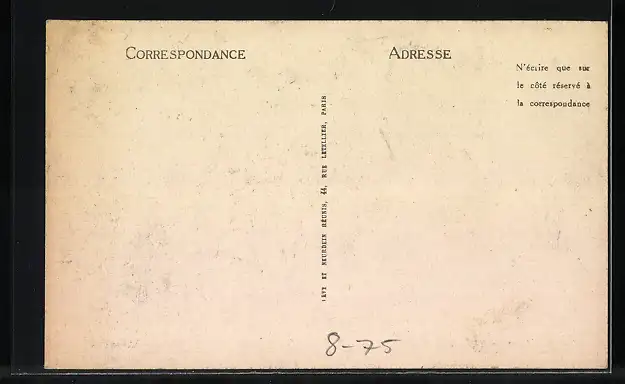 CORRESPONDANCE
ADRESSE
N'écrire que sur
le côté réservé à
la correspondance
LÉVY ET NEURDEIN RÉUNIS, 44, RUE LETELLIER, PARIS
8-75